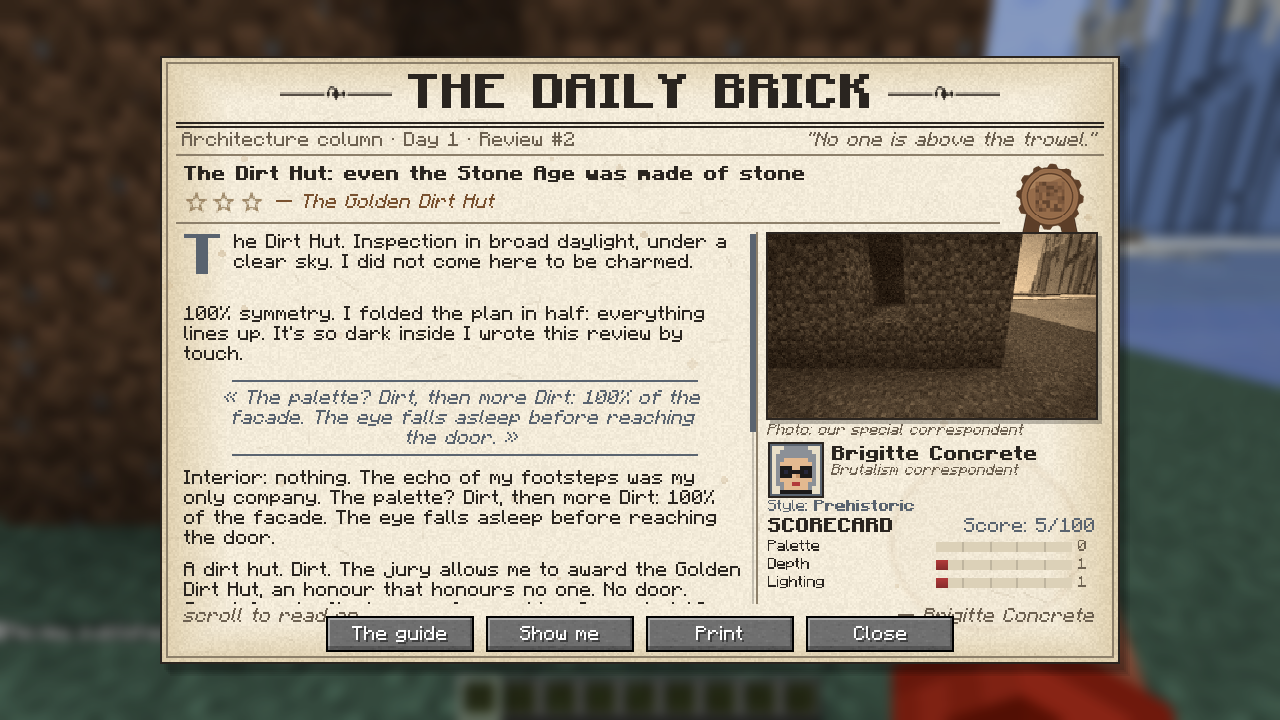 THE DAILY BRICK
Architecture column · Day 1 · Review #2
"No one is above the trowel."
The Dirt Hut: even the Stone Age was made of stone
— The Golden Dirt Hut
The Dirt Hut. Inspection in broad daylight, under a
clear sky. I did not come here to be charmed.
100% symmetry. I folded the plan in half: everything
lines up. It's so dark inside I wrote this review by
touch.
« The palette? Dirt, then more Dirt: 100% of the
facade. The eye falls asleep before reaching
the door. »
Interior: nothing. The echo of my footsteps was my
only company. The palette? Dirt, then more Dirt: 100%
of the facade. The eye falls asleep before reaching
the door.
A dirt hut. Dirt. The jury allows me to award the Golden
Dirt Hut, an honour that honours no one. No door.
scroll to read on
Photo: our special correspondent
Brigitte Concrete
Brutalism correspondent
Style: Prehistoric
SCORECARD
Score: 5/100
Palette 0
Depth 1
Lighting 1
— Brigitte Concrete
The guide
Show me
Print
Close